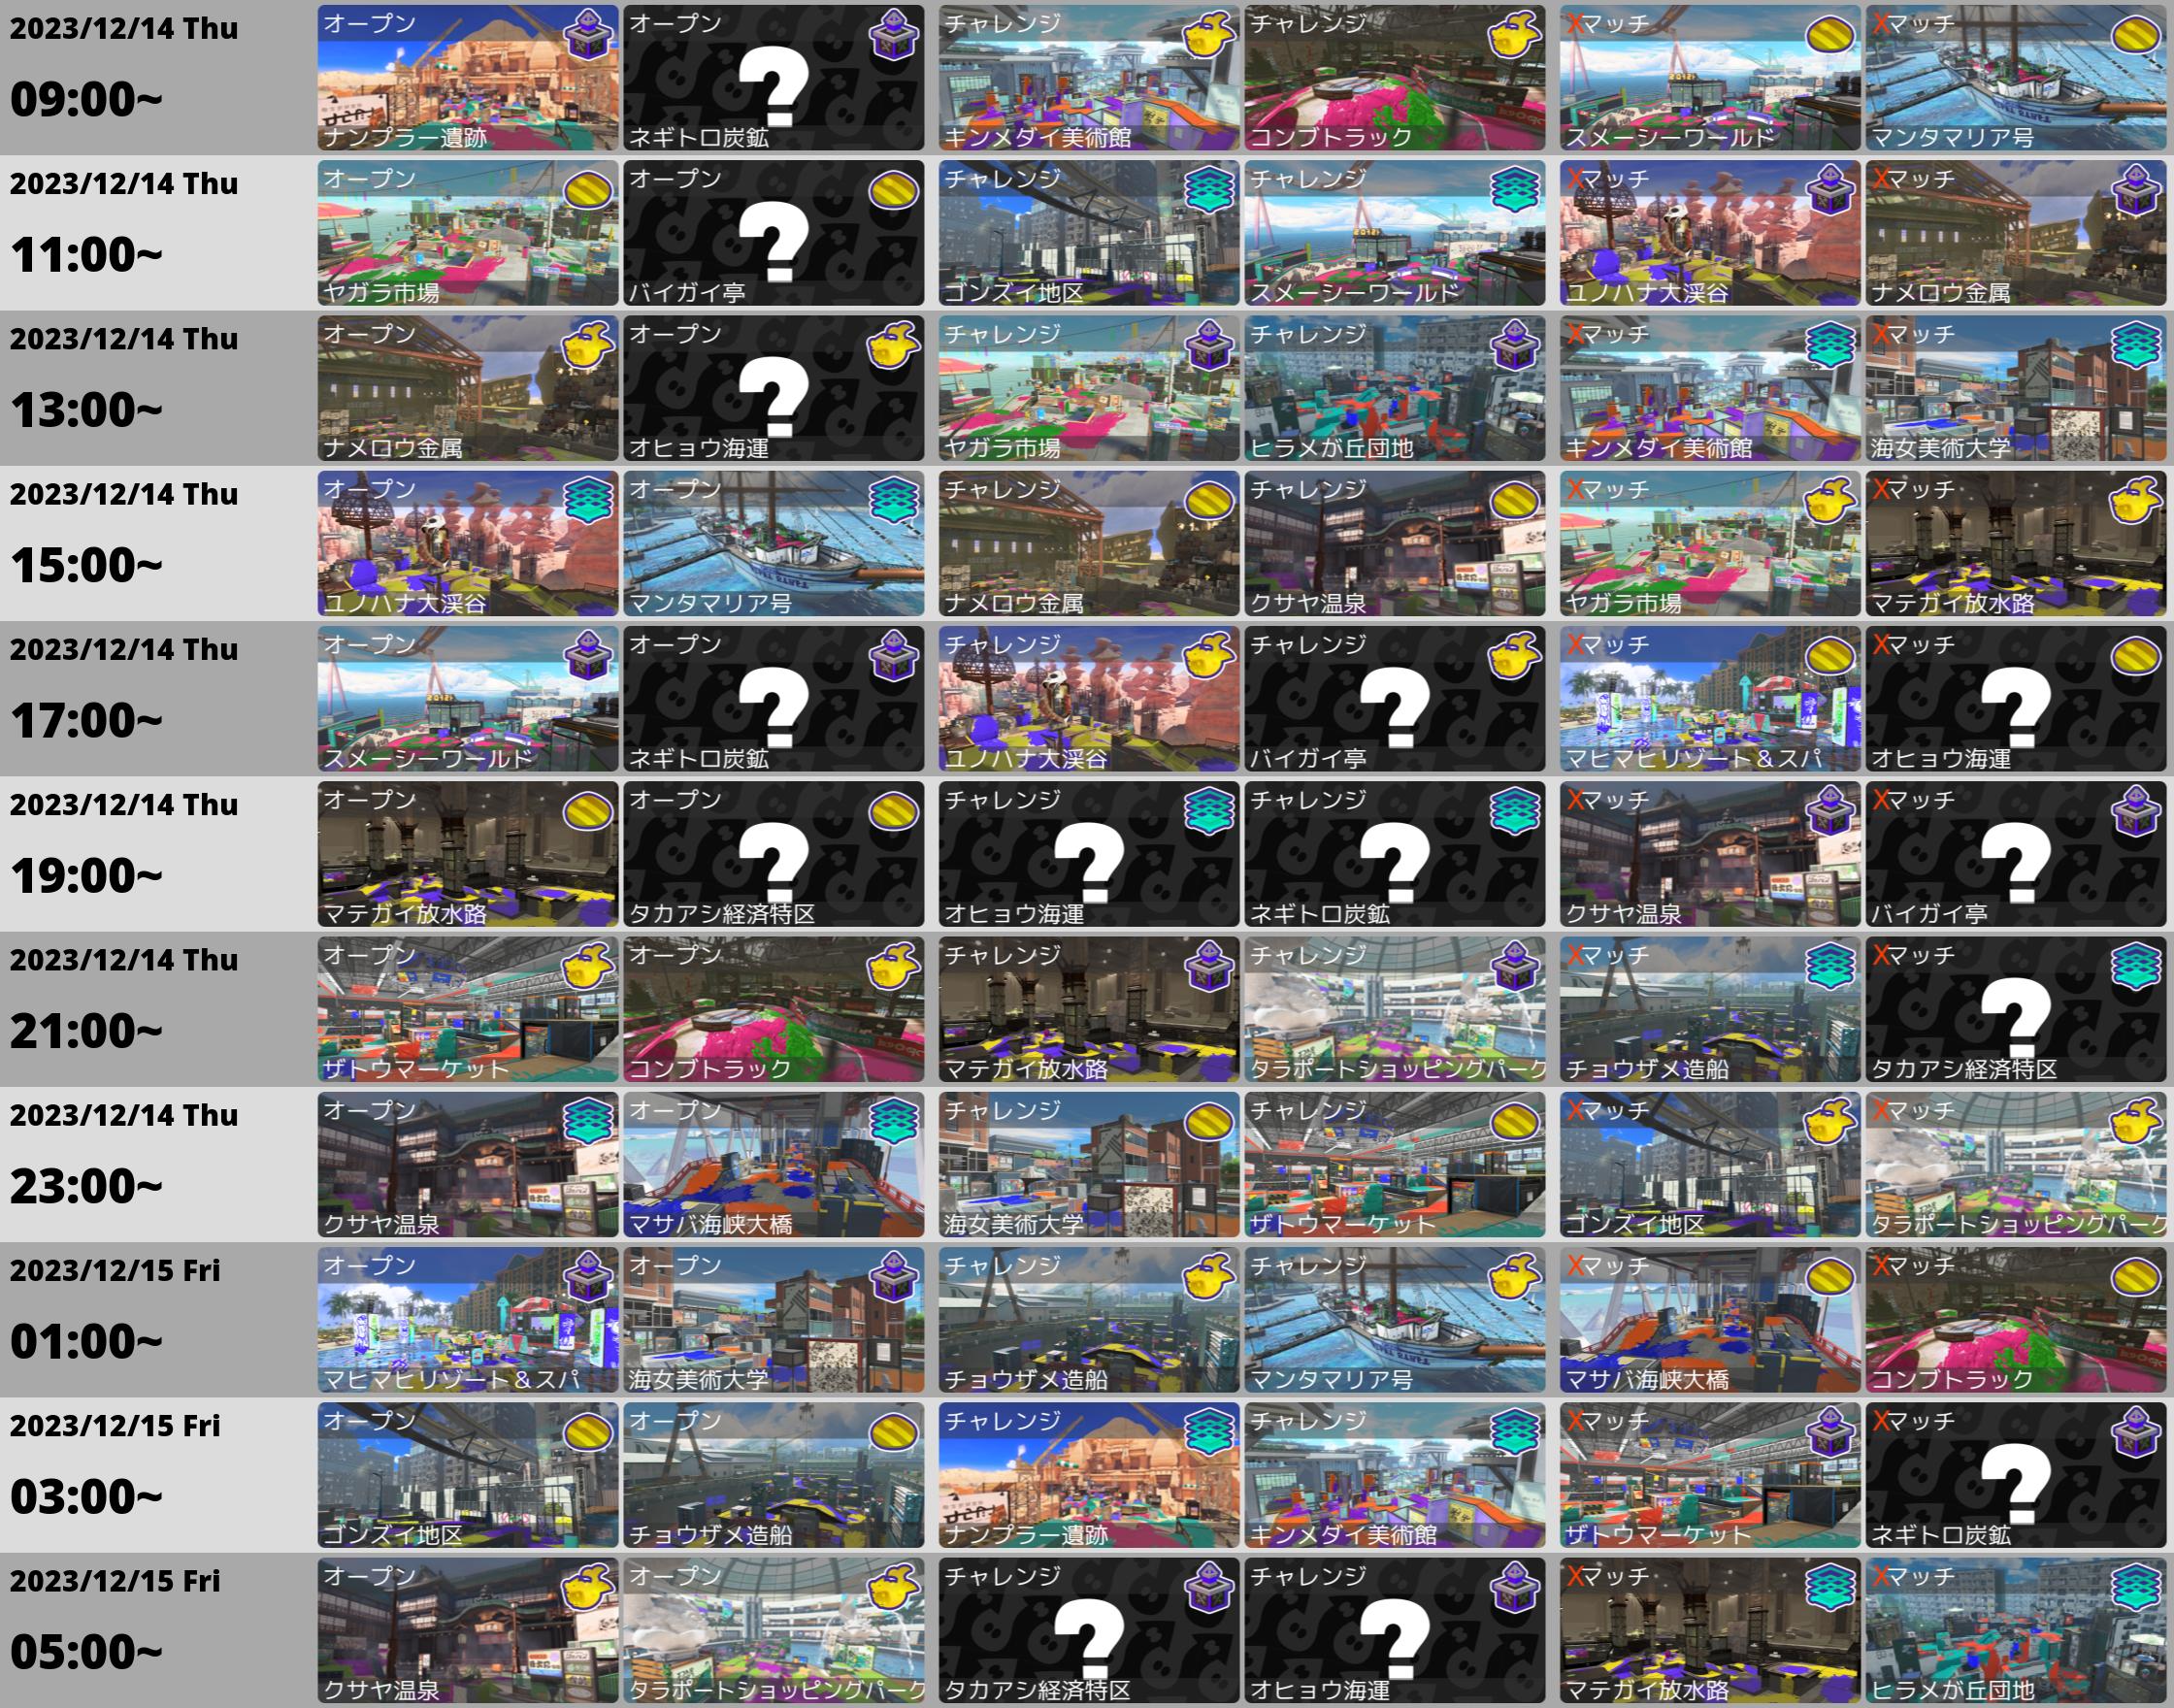 2023/12/14 Thu
09:00~
オープン
ナンプラー遺跡
オープン
ネギトロ炭鉱
チャレンジ
キンメダイ美術館
チャレンジ
コンブトラック
Xマッチ
スメーシーワールド
Xマッチ
マンタマリア号
2023/12/14 Thu
11:00~
オープン
ヤガラ市場
オープン
バイガイ亭
チャレンジ
ゴンズイ地区
チャレンジ
スメーシーワールド
Xマッチ
ユノハナ大渓谷
Xマッチ
ナメロウ金属
2023/12/14 Thu
13:00~
オープン
ナメロウ金属
オープン
オヒョウ海運
チャレンジ
ヤガラ市場
チャレンジ
ヒラメが丘団地
Xマッチ
キンメダイ美術館
Xマッチ
海女美術大学
2023/12/14 Thu
15:00~
オープン
ユノハナ大渓谷
オープン
マンタマリア号
チャレンジ
ナメロウ金属
チャレンジ
クサヤ温泉
Xマッチ
ヤガラ市場
Xマッチ
マテガイ放水路
2023/12/14 Thu
17:00~
オープン
スメーシーワールド
オープン
ネギトロ炭鉱
チャレンジ
ユノハナ大渓谷
チャレンジ
バイガイ亭
Xマッチ
マヒマヒリゾート＆スパ
Xマッチ
オヒョウ海運
2023/12/14 Thu
19:00~
オープン
マテガイ放水路
オープン
タカアシ経済特区
チャレンジ
オヒョウ海運
チャレンジ
ネギトロ炭鉱
Xマッチ
クサヤ温泉
Xマッチ
バイガイ亭
2023/12/14 Thu
21:00~
オープン
ザトウマーケット
オープン
コンブトラック
チャレンジ
マテガイ放水路
チャレンジ
タラポートショッピングパーク
Xマッチ
チョウザメ造船
Xマッチ
タカアシ経済特区
2023/12/14 Thu
23:00~
オープン
クサヤ温泉
オープン
マサバ海峡大橋
チャレンジ
海女美術大学
チャレンジ
ザトウマーケット
Xマッチ
ゴンズイ地区
Xマッチ
タラポートショッピングパーク
2023/12/15 Fri
01:00~
オープン
マヒマヒリゾート＆スパ
オープン
海女美術大学
チャレンジ
チョウザメ造船
チャレンジ
マンタマリア号
Xマッチ
マサバ海峡大橋
Xマッチ
コンブトラック
2023/12/15 Fri
03:00~
オープン
ゴンズイ地区
オープン
チョウザメ造船
チャレンジ
ナンプラー遺跡
チャレンジ
キンメダイ美術館
Xマッチ
ザトウマーケット
Xマッチ
ネギトロ炭鉱
2023/12/15 Fri
05:00~
オープン
クサヤ温泉
オープン
タラポートショッピングパーク
チャレンジ
タカアシ経済特区
チャレンジ
オヒョウ海運
Xマッチ
マテガイ放水路
Xマッチ
ヒラメが丘団地